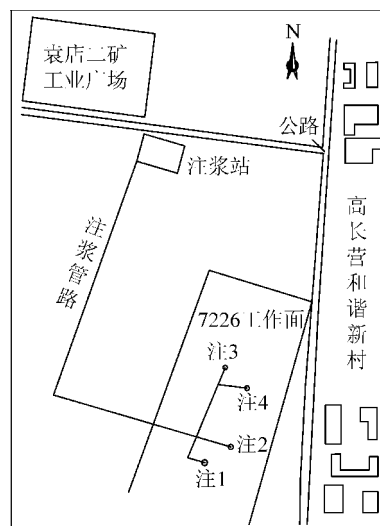 N
袁店二矿
工业广场
公路
注浆站
注浆管路
高长营和谐新村
7226工作面
注3
注4
注2
注1